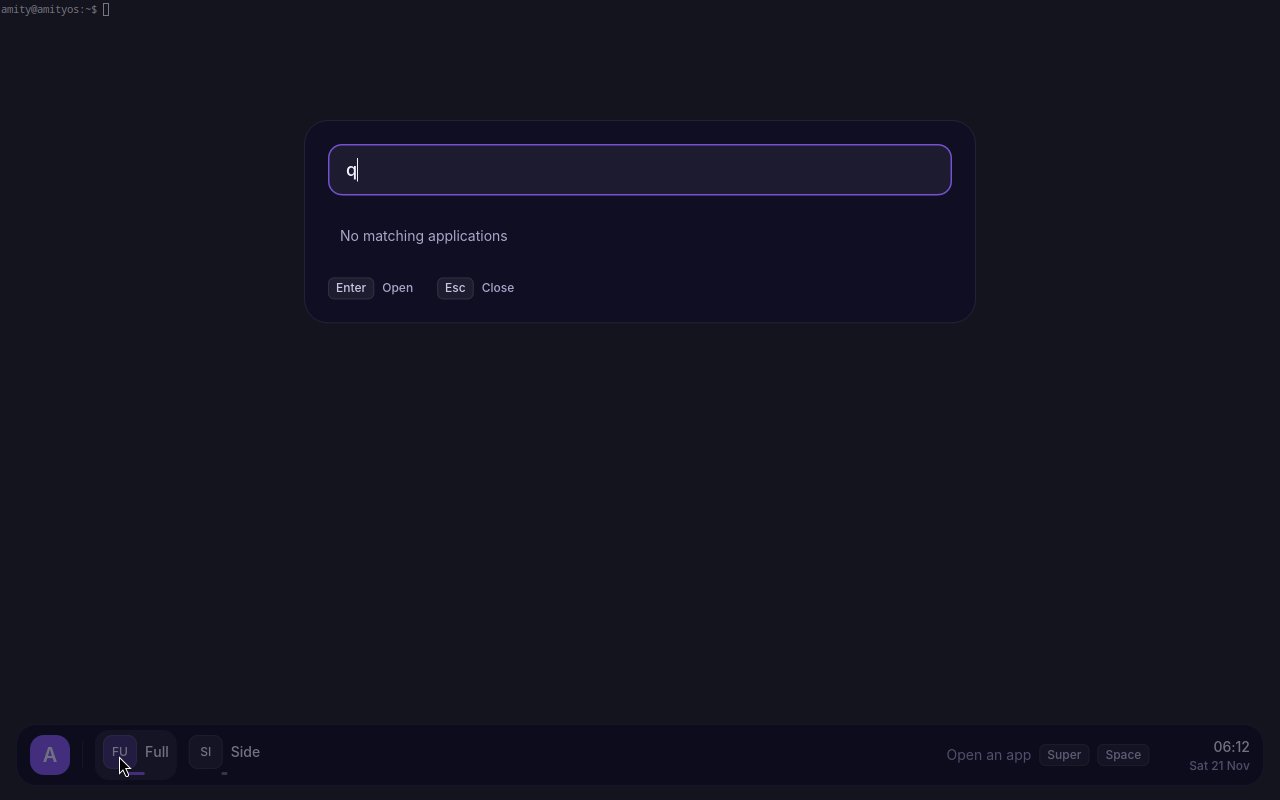 amity@amityos:~$
q
No matching applications
Enter Open Esc Close
A FU Full SI Side Open an app Super Space 06:12
Sat 21 Nov